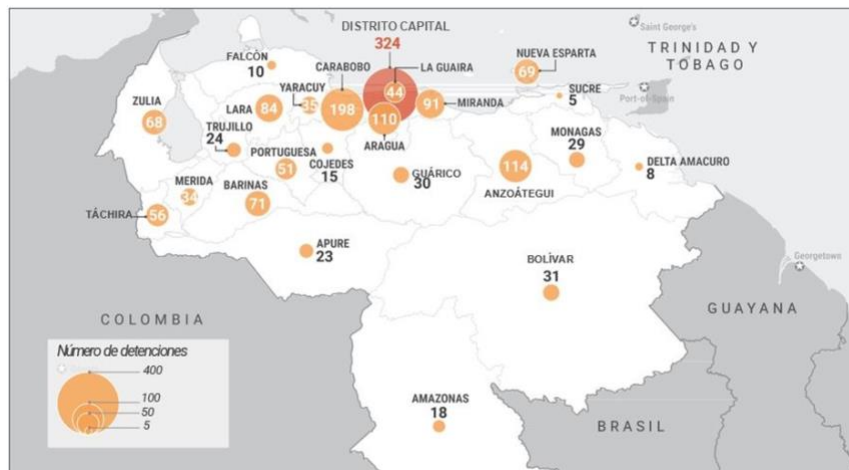 DISTRITO CAPITAL
324
Saint George's
TRINIDAD Y
TOBAGO
FALCÓN
10
CARABOBO
198
LA GUAIRA
44
NUEVA ESPARTA
69
YARACUY
35
ZULIA
68
LARA
84
91
MIRANDA
SUCRE
5
Port-of-Spain
TRUJILLO
24
110
ARAGUA
MONAGAS
29
PORTUGUESA
51
COJEDES
15
GUÁRICO
30
114
ANZOÁTEGUI
DELTA AMACURO
8
MERIDA
34
BARINAS
71
TÁCHIRA
56
APURE
23
BOLÍVAR
31
Georgetown
COLOMBIA
GUAYANA
Número de detenciones
400
100
50
5
AMAZONAS
18
BRASIL